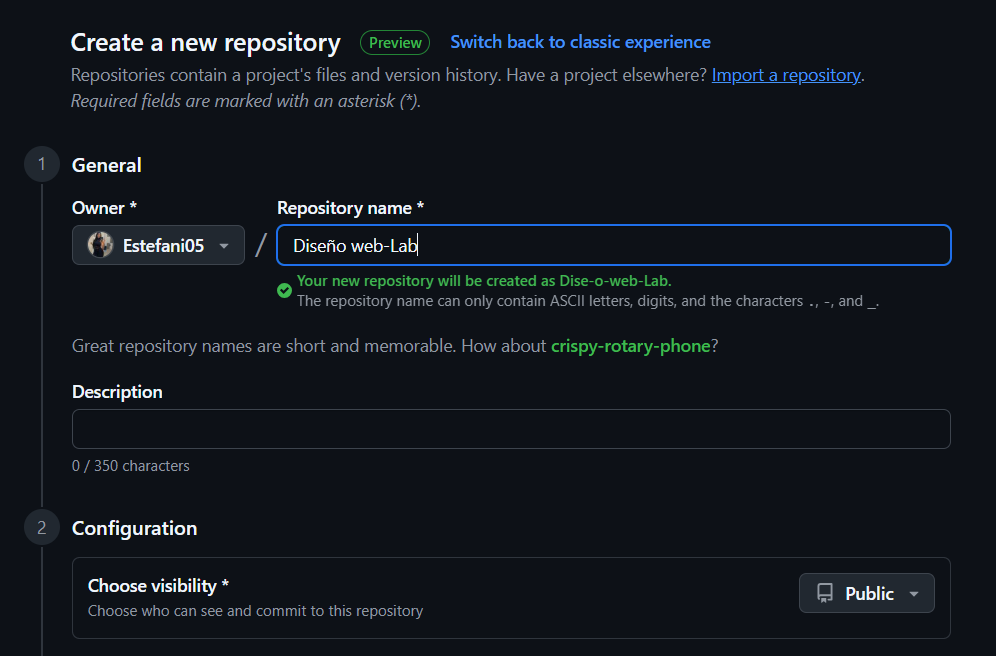 Create a new repository Preview Switch back to classic experience
Repositories contain a project's files and version history. Have a project elsewhere? Import a repository.
Required fields are marked with an asterisk (*).
1 General
Owner * Repository name *
Estefani05 / Diseño web-Lab
Your new repository will be created as Dise-o-web-Lab.
The repository name can only contain ASCII letters, digits, and the characters ., -, and _.
Great repository names are short and memorable. How about crispy-rotary-phone?
Description
0 / 350 characters
2 Configuration
Choose visibility *
Choose who can see and commit to this repository
Public